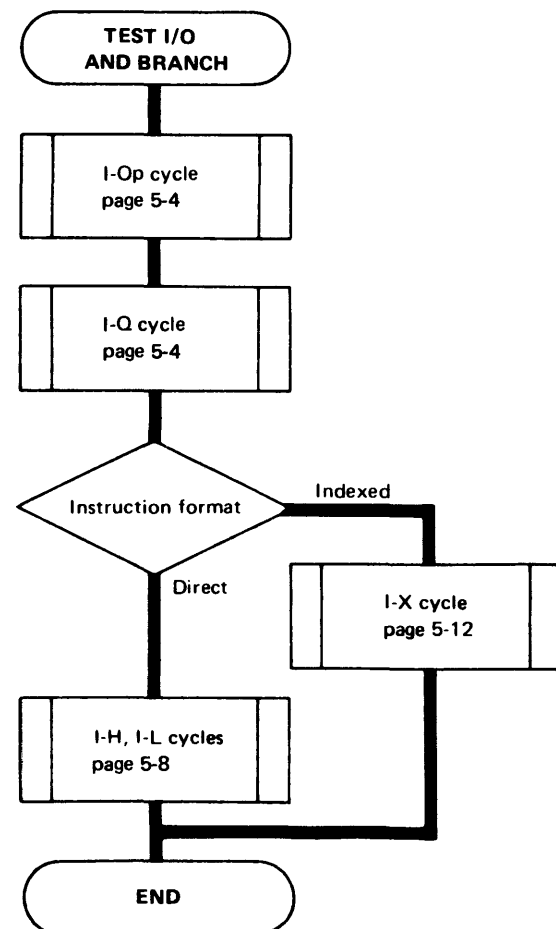 TEST I/O
AND BRANCH
I-Op cycle
page 5-4
I-Q cycle
page 5-4
Instruction format
Indexed
Direct
I-X cycle
page 5-12
I-H, I-L cycles
page 5-8
END